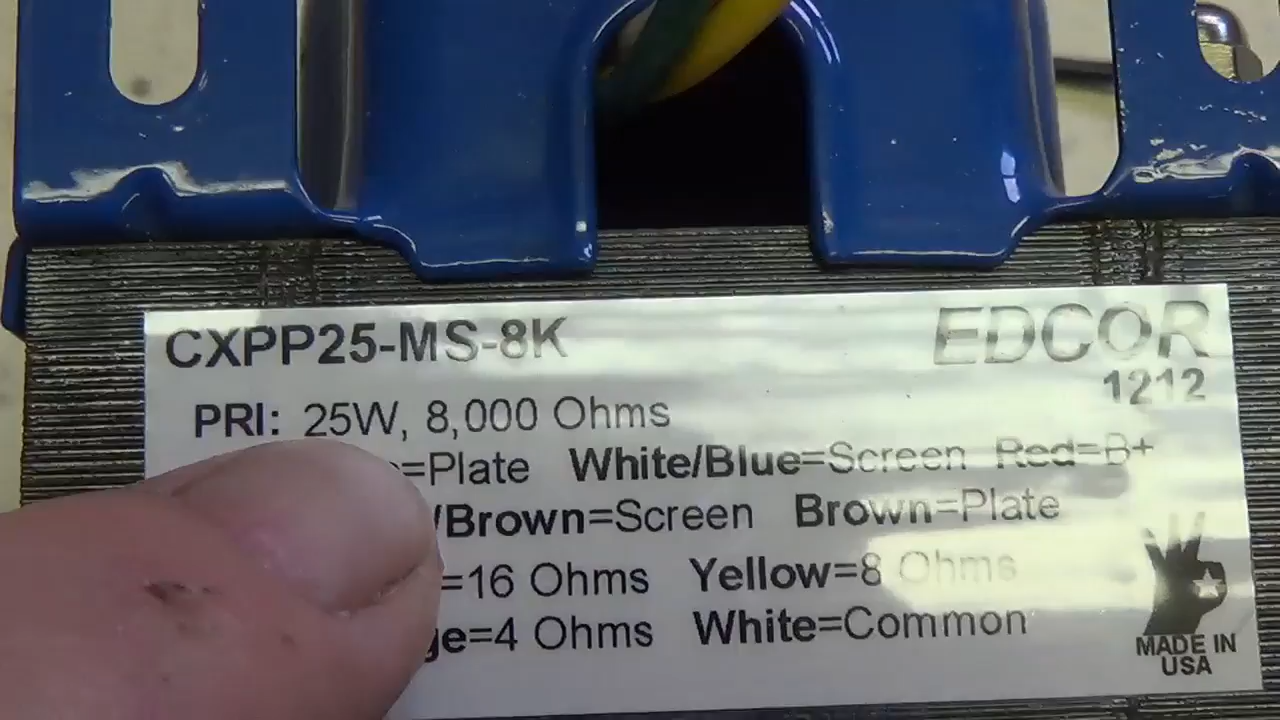 CXPP25-MS-8K
EDCOR
1212
PRI: 25W, 8,000 Ohms
=Plate White/Blue=Screen Red=B+
/Brown=Screen Brown=Plate
=16 Ohms Yellow=8 Ohms
ge=4 Ohms White=Common
MADE IN
USA